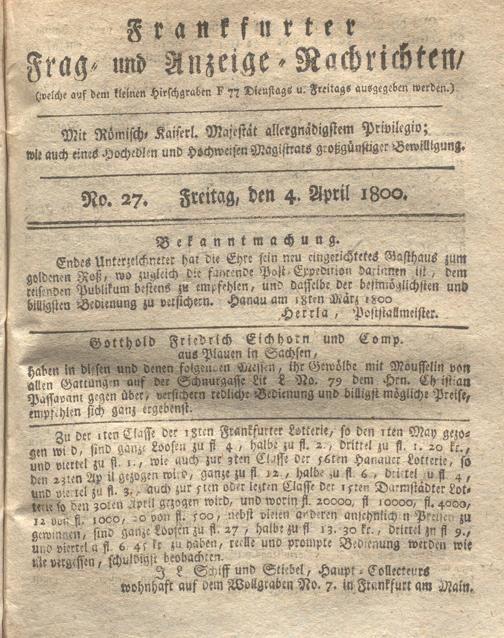 Frankfurter
Frag- und Anzeige-Nachrichten/
(welche auf dem kleinen Hirschgraben F 77 Dienstags u. Freitags ausgegeben werden.)
Mit Römisch- Kaiserl. Majestät allergnädigstem Privilegio;
wie auch eines Hochedlen und Hochweisen Magistrats großgünstiger Bewilligung.
No. 27. Freitag, den 4. April 1800.
Bekanntmachung.
Endes Unterzeichneter hat die Ehre sein neu eingerichtetes Gasthaus zum
goldenen Roß, wo zugleich die fahrende Post-Expedition darinnen ist, dem
reisenden Publikum bestens zu empfehlen, und dasselbe der bestmöglichsten und
billigsten Bedienung zu versichern. Hanau am 18ten März 1800
Herrla, Poststallmeister.
Gotthold Friedrich Eichhorn und Comp.
aus Plauen in Sachsen,
haben in diesen und denen folgenden Messen, ihr Gewölbe mit Mousselin von
allen Gattungen auf der Schnurgasse Lit L No. 79 dem Hrn. Christian
Passavant gegen über, versichern redliche Bedienung und billigst mögliche Preise,
empfehlen sich ganz ergebenst.
Zu der 1ten Classe der 18ten Frankfurter Lotterie, so den 1ten May gezo-
gen wird, sind ganze Loosen zu fl 4, halbe zu fl. 2, drittel zu fl. 1. 20 kr.,
und viertel zu fl. 1., wie auch zur 3ten Classe der 56ten Hanauer Lotterie, so
den 23ten April gezogen wird, ganze zu fl. 12, halbe zu fl 6, drittel zu fl 4,
und viertel zu fl. 3., auch zur 5ten oder lezten Classe der 15ten Darmstädter Lot-
terie so den 30ten April gezogen wird, und worin fl. 20000, fl 10000, fl. 4000,
12 von fl. 1000, 20 von fl. 500, nebst vielen anderen ansehnlichen Preisen zu
gewinnen, sind ganze Loosen zu fl. 27, halbe zu fl 13. 30 kr., drittel zu fl 9.,
und viertel a fl 6. 45 kr zu haben, reelle und prompte Bedienung werden wie
nie vergessen, schuldigst beobachten.
J. L Schiff und Stiebel, Haupt-Collecteurs
wohnhaft auf dem Wollgraben No. 7. in Frankfurt am Main.